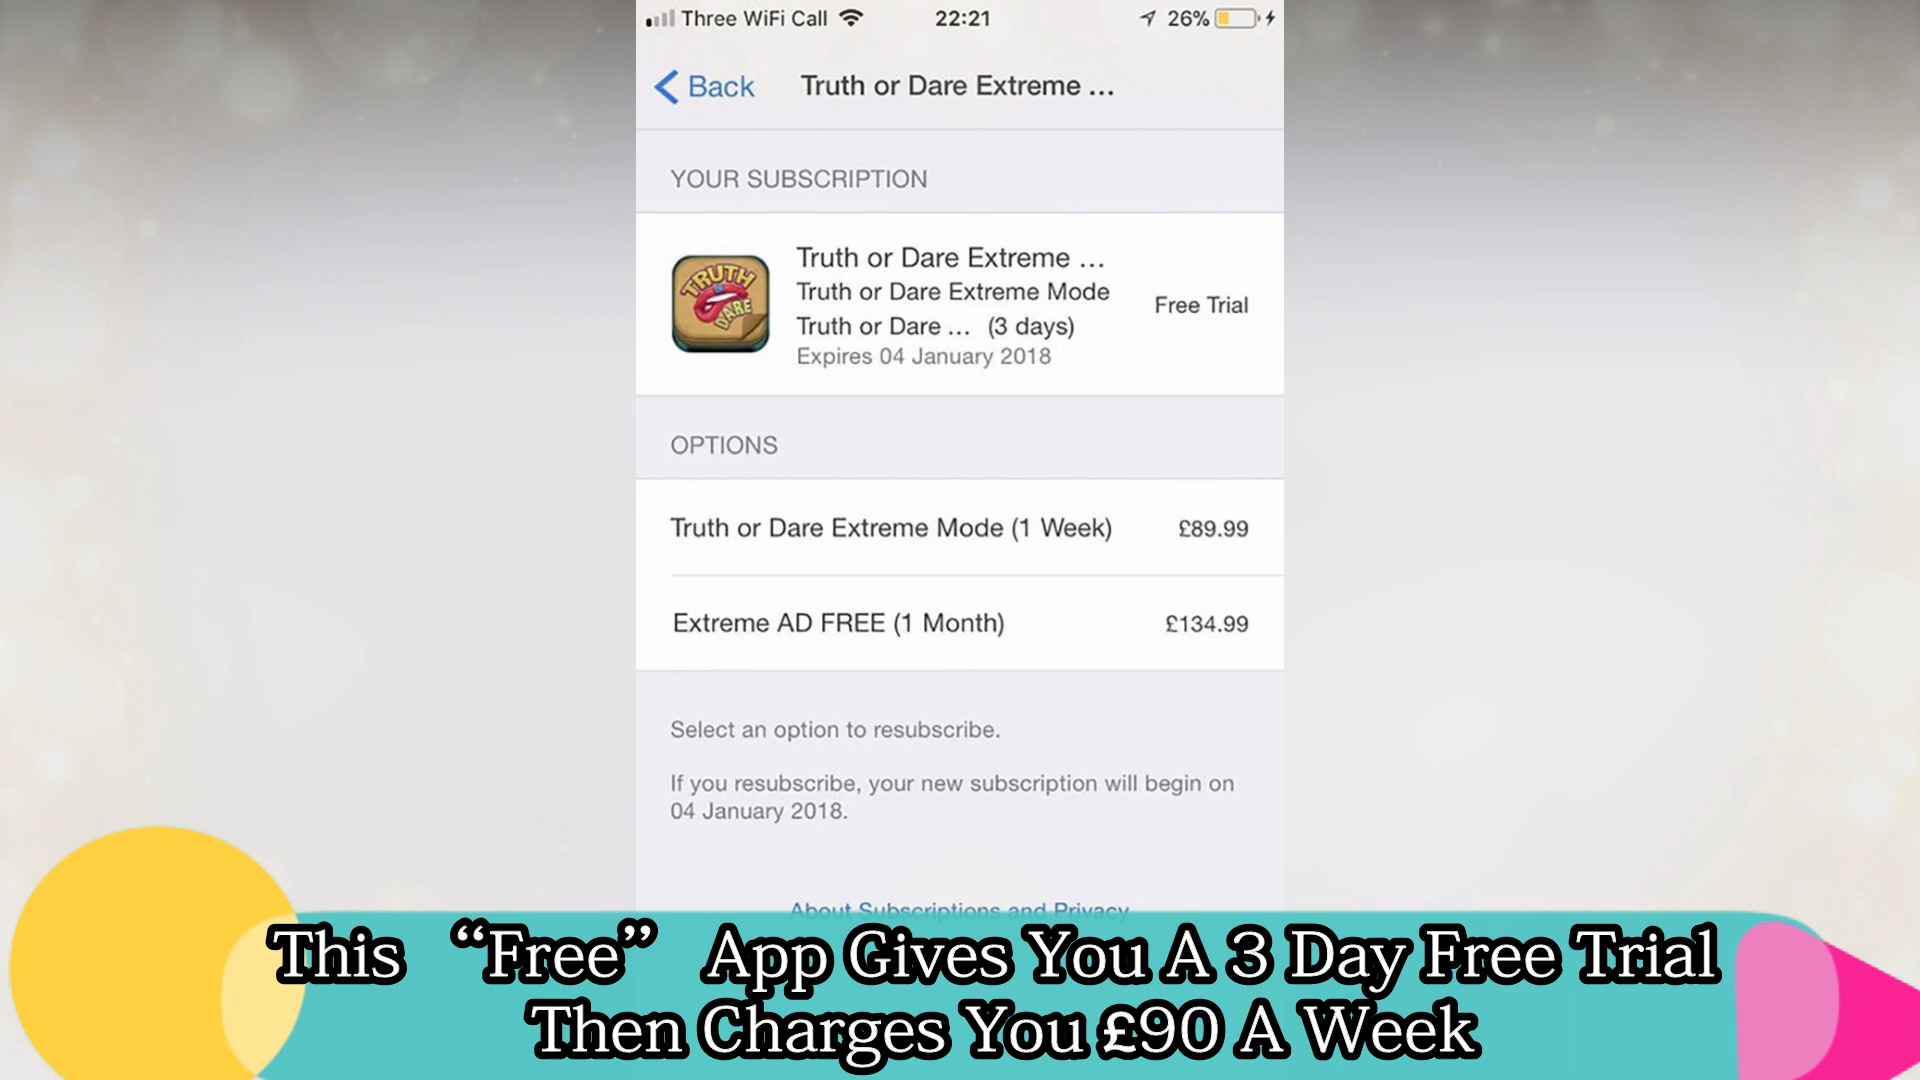 Three WiFi Call 22:21 26%
Back Truth or Dare Extreme ...
YOUR SUBSCRIPTION
TRUTH
DARE
Truth or Dare Extreme ...
Truth or Dare Extreme Mode
Truth or Dare ... (3 days)
Expires 04 January 2018
Free Trial
OPTIONS
Truth or Dare Extreme Mode (1 Week) £89.99
Extreme AD FREE (1 Month) £134.99
Select an option to resubscribe.
If you resubscribe, your new subscription will begin on
04 January 2018.
About Subscriptions and Privacy
This “Free” App Gives You A 3 Day Free Trial
Then Charges You £90 A Week